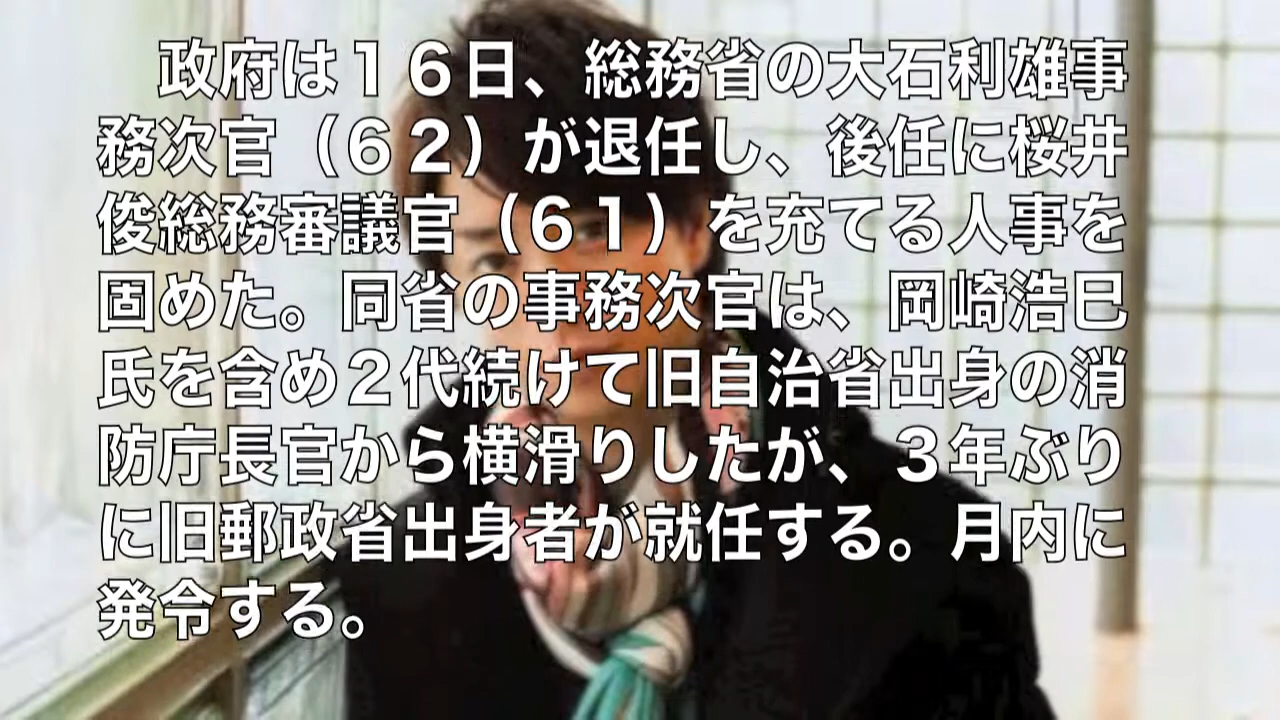 政府は１６日、総務省の大石利雄事
務次官（６２）が退任し、後任に桜井
俊総務審議官（６１）を充てる人事を
固めた。同省の事務次官は、岡崎浩巳
氏を含め２代続けて旧自治省出身の消
防庁長官から横滑りしたが、３年ぶり
に旧郵政省出身者が就任する。月内に
発令する。